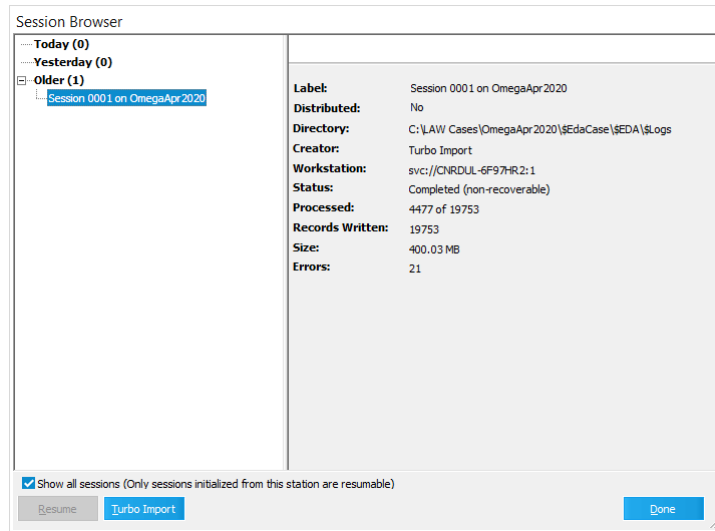 Session Browser
Today (0)
Yesterday (0)
Older (1)
Session 0001 on OmegaApr2020
Label: Session 0001 on OmegaApr2020
Distributed: No
Directory: C:\LAW Cases\OmegaApr2020\$EdaCase\$EDA\$Logs
Creator: Turbo Import
Workstation: svc://CNRDUL-6F97HR2:1
Status: Completed (non-recoverable)
Processed: 4477 of 19753
Records Written: 19753
Size: 400.03 MB
Errors: 21
Show all sessions (Only sessions initialized from this station are resumable)
Resume Turbo Import Done